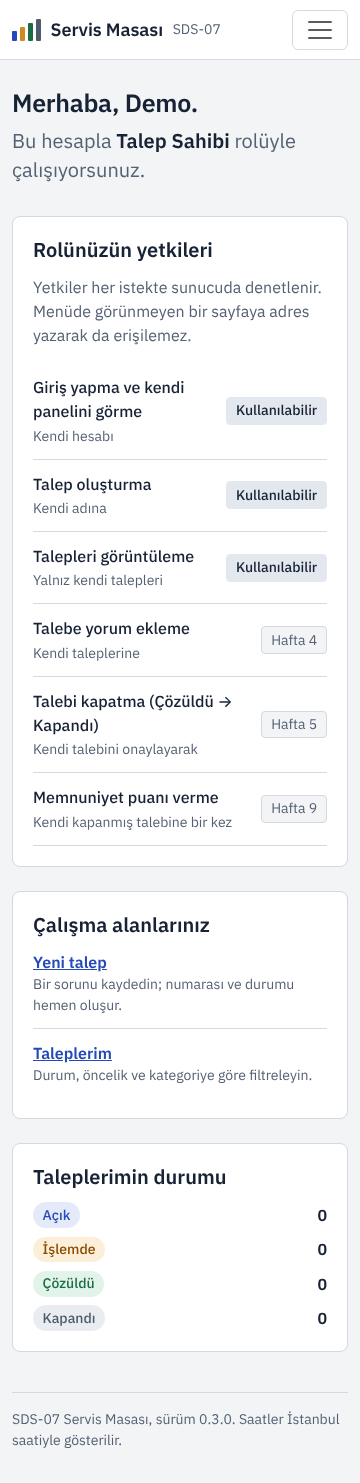 Servis Masası SDS-07
Merhaba, Demo.
Bu hesapla Talep Sahibi rolüyle
çalışıyorsunuz.
Rolünüzün yetkileri
Yetkiler her istekte sunucuda denetlenir.
Menüde görünmeyen bir sayfaya adres
yazarak da erişilemez.
Giriş yapma ve kendi
panelini görme
Kendi hesabı
Kullanılabilir
Talep oluşturma
Kendi adına
Kullanılabilir
Talepleri görüntüleme
Yalnız kendi talepleri
Kullanılabilir
Talebe yorum ekleme
Kendi taleplerine
Hafta 4
Talebi kapatma (Çözüldü →
Kapandı)
Kendi talebini onaylayarak
Hafta 5
Memnuniyet puanı verme
Kendi kapanmış talebine bir kez
Hafta 9
Çalışma alanlarınız
Yeni talep
Bir sorunu kaydedin; numarası ve durumu
hemen oluşur.
Taleplerim
Durum, öncelik ve kategoriye göre filtreleyin.
Taleplerimin durumu
Açık 0
İşlemde 0
Çözüldü 0
Kapandı 0
SDS-07 Servis Masası, sürüm 0.3.0. Saatler İstanbul
saatiyle gösterilir.